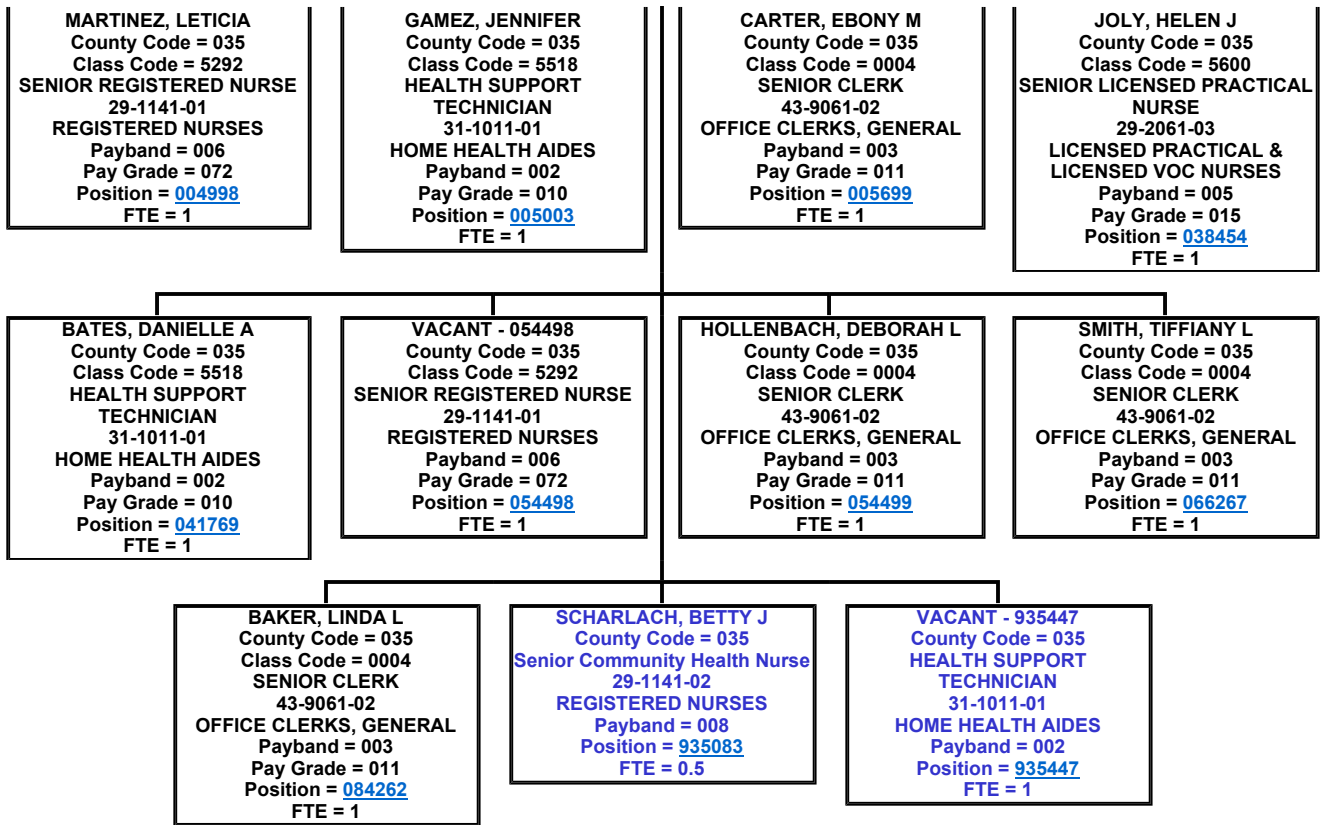 MARTINEZ, LETICIA
County Code = 035
Class Code = 5292
SENIOR REGISTERED NURSE
29-1141-01
REGISTERED NURSES
Payband = 006
Pay Grade = 072
Position = 004998
FTE = 1
GAMEZ, JENNIFER
County Code = 035
Class Code = 5518
HEALTH SUPPORT
TECHNICIAN
31-1011-01
HOME HEALTH AIDES
Payband = 002
Pay Grade = 010
Position = 005003
FTE = 1
CARTER, EBONY M
County Code = 035
Class Code = 0004
SENIOR CLERK
43-9061-02
OFFICE CLERKS, GENERAL
Payband = 003
Pay Grade = 011
Position = 005699
FTE = 1
JOLY, HELEN J
County Code = 035
Class Code = 5600
SENIOR LICENSED PRACTICAL
NURSE
29-2061-03
LICENSED PRACTICAL &
LICENSED VOC NURSES
Payband = 005
Pay Grade = 015
Position = 038454
FTE = 1
BATES, DANIELLE A
County Code = 035
Class Code = 5518
HEALTH SUPPORT
TECHNICIAN
31-1011-01
HOME HEALTH AIDES
Payband = 002
Pay Grade = 010
Position = 041769
FTE = 1
VACANT - 054498
County Code = 035
Class Code = 5292
SENIOR REGISTERED NURSE
29-1141-01
REGISTERED NURSES
Payband = 006
Pay Grade = 072
Position = 054498
FTE = 1
HOLLENBACH, DEBORAH L
County Code = 035
Class Code = 0004
SENIOR CLERK
43-9061-02
OFFICE CLERKS, GENERAL
Payband = 003
Pay Grade = 011
Position = 054499
FTE = 1
SMITH, TIFFIANY L
County Code = 035
Class Code = 0004
SENIOR CLERK
43-9061-02
OFFICE CLERKS, GENERAL
Payband = 003
Pay Grade = 011
Position = 066267
FTE = 1
BAKER, LINDA L
County Code = 035
Class Code = 0004
SENIOR CLERK
43-9061-02
OFFICE CLERKS, GENERAL
Payband = 003
Pay Grade = 011
Position = 084262
FTE = 1
SCHARLACH, BETTY J
County Code = 035
Senior Community Health Nurse
29-1141-02
REGISTERED NURSES
Payband = 008
Position = 935083
FTE = 0.5
VACANT - 935447
County Code = 035
HEALTH SUPPORT
TECHNICIAN
31-1011-01
HOME HEALTH AIDES
Payband = 002
Position = 935447
FTE = 1